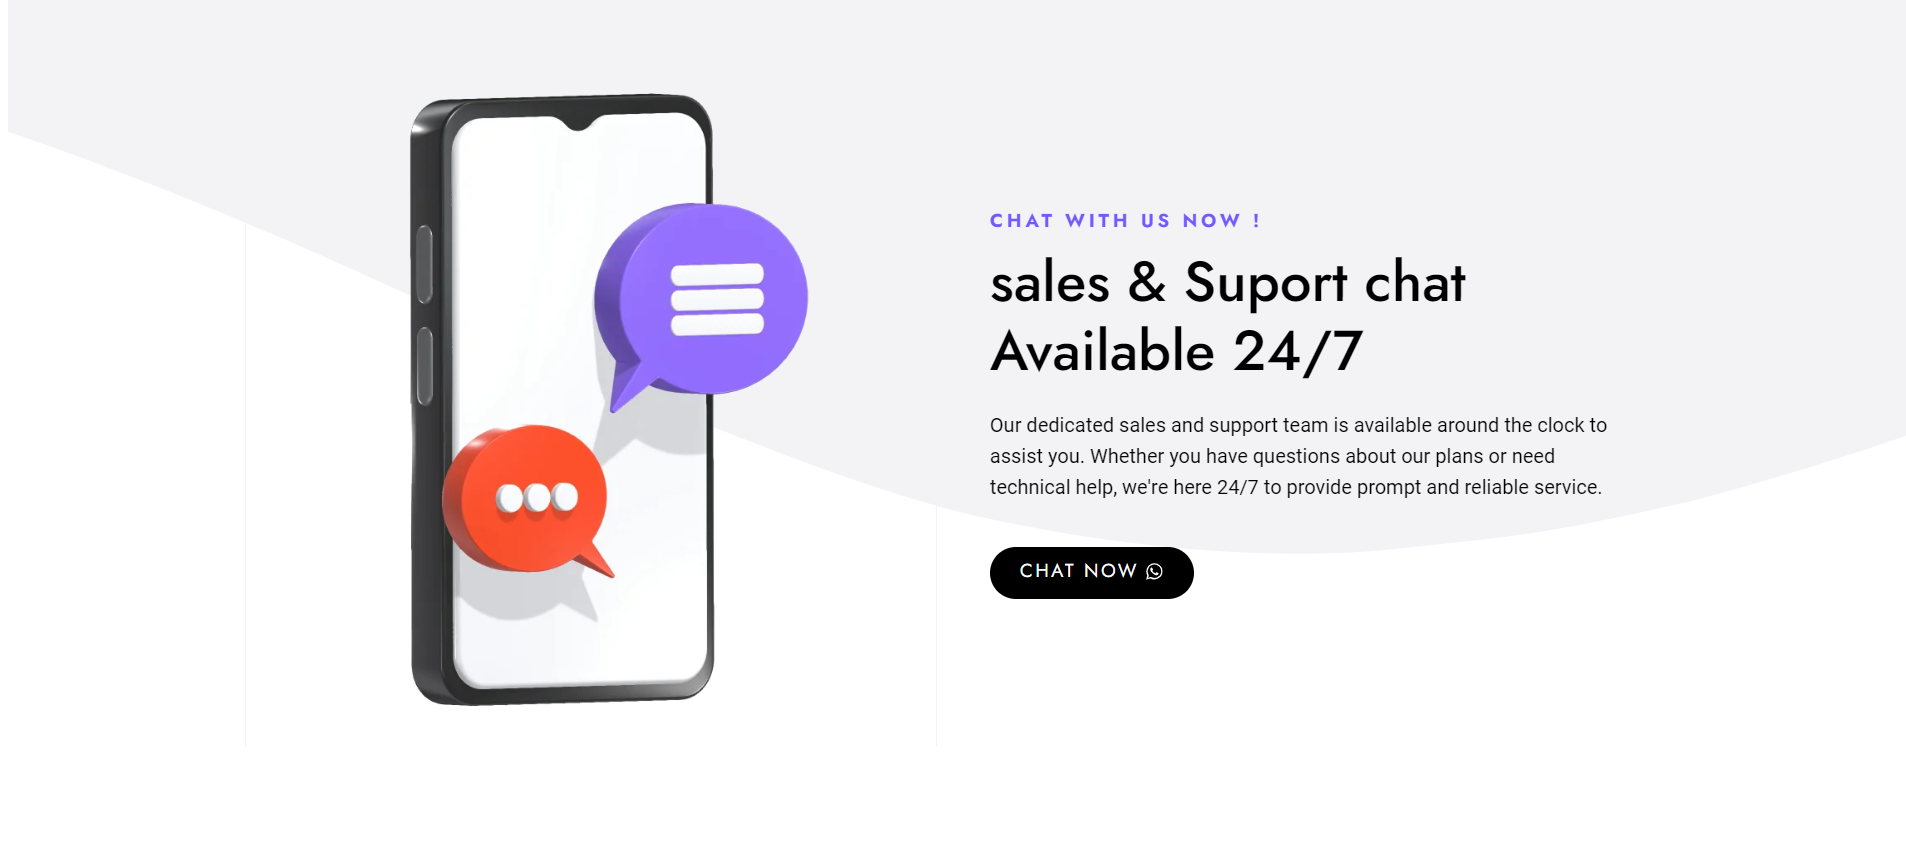 CHAT WITH US NOW !
sales & Suport chat
Available 24/7
Our dedicated sales and support team is available around the clock to
assist you. Whether you have questions about our plans or need
technical help, we're here 24/7 to provide prompt and reliable service.
CHAT NOW